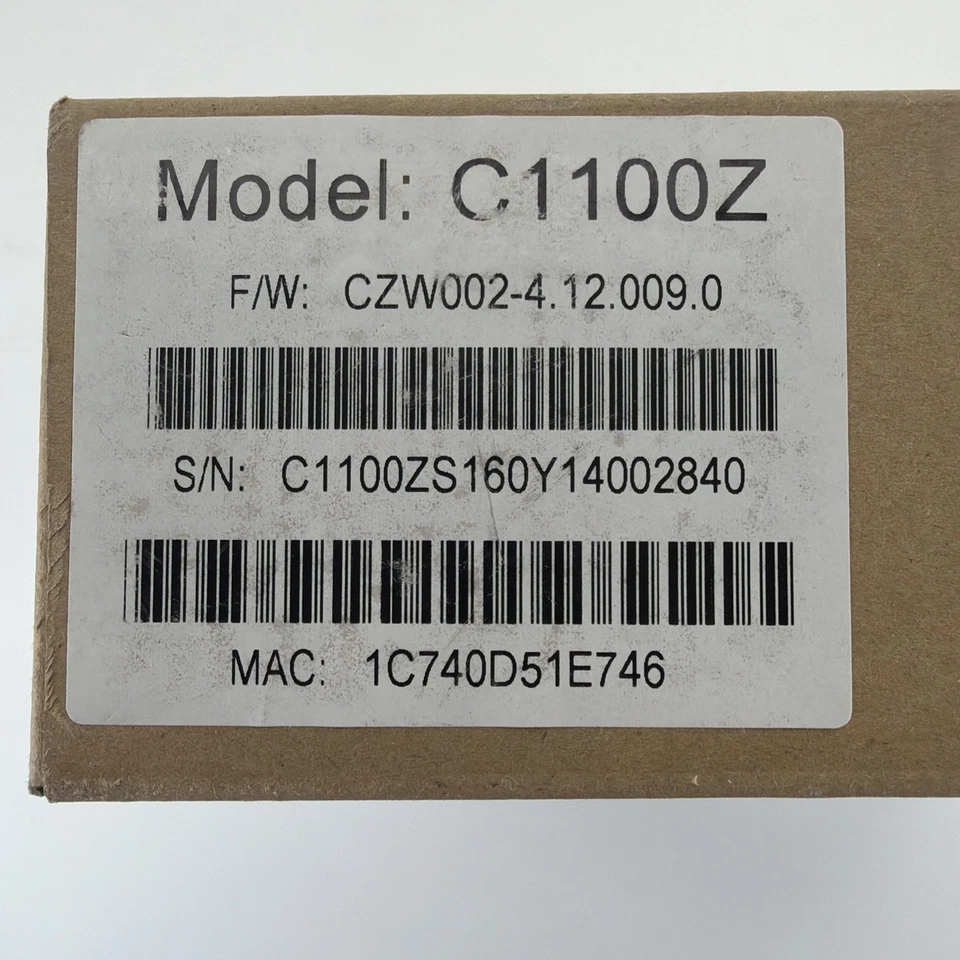 Model: C1100Z
F/W: CZW002-4.12.009.0
S/N: C1100ZS160Y14002840
MAC: 1C740D51E746